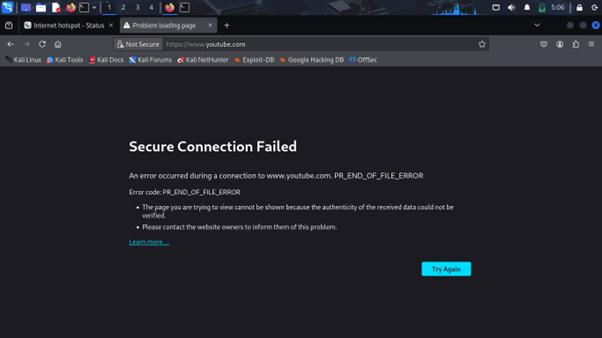 1 2 3 4 5:06
Internet hotspot - Status Problem loading page
Not Secure https://www.youtube.com
Kali Linux Kali Tools Kali Docs Kali Forums Kali NetHunter Exploit-DB Google Hacking DB OffSec
Secure Connection Failed
An error occurred during a connection to www.youtube.com. PR_END_OF_FILE_ERROR
Error code: PR_END_OF_FILE_ERROR
The page you are trying to view cannot be shown because the authenticity of the received data could not be
verified.
Please contact the website owners to inform them of this problem.
Learn more…
Try Again